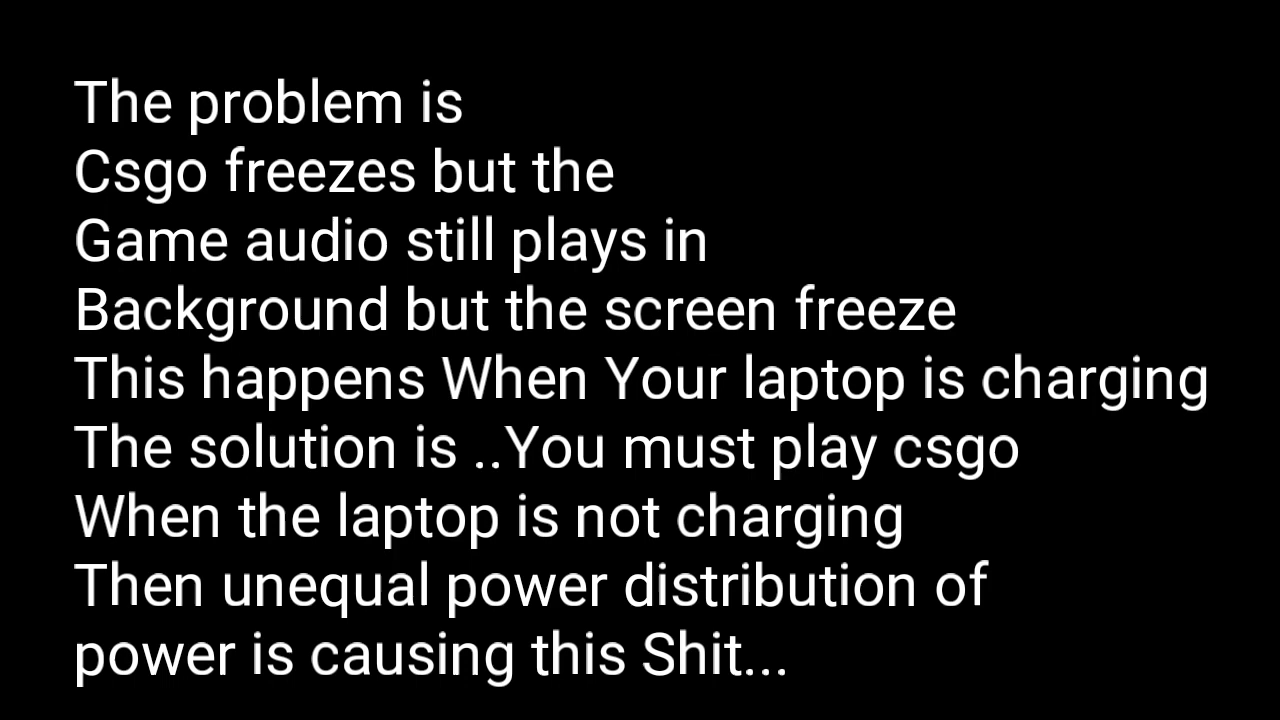 The problem is
Csgo freezes but the
Game audio still plays in
Background but the screen freeze
This happens When Your laptop is charging
The solution is ..You must play csgo
When the laptop is not charging
Then unequal power distribution of
power is causing this Shit...